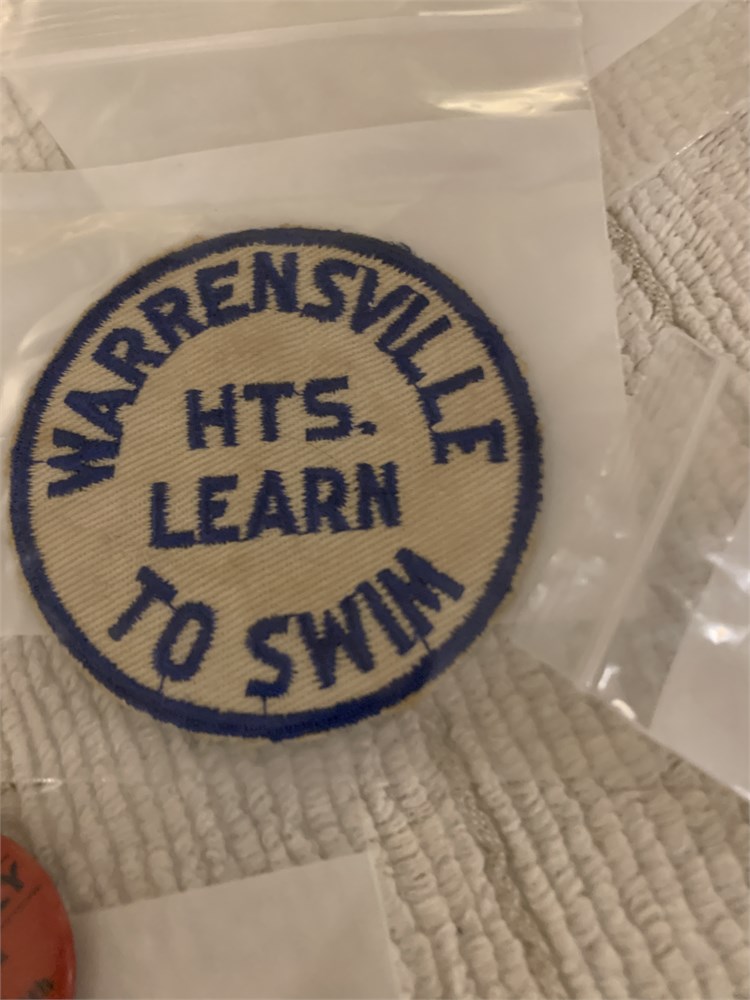 WARRENSVILLE
HTS.
LEARN
TO SWIM